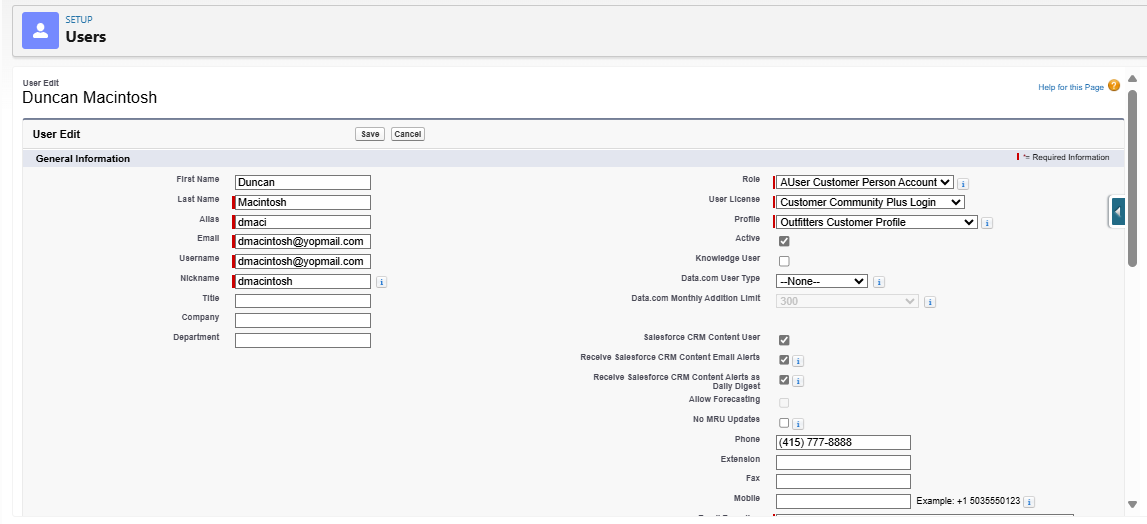 SETUP
Users
User Edit
Duncan Macintosh
Help for this Page ?
User Edit
Save Cancel
General Information
= Required Information
First Name Duncan
Last Name Macintosh
Alias dmaci
Email dmacintosh@yopmail.com
Username dmacintosh@yopmail.com
Nickname dmacintosh i
Title
Company
Department
Role AUser Customer Person Account i
User License Customer Community Plus Login
Profile Outfitters Customer Profile i
Active
Knowledge User
Data.com User Type --None-- i
Data.com Monthly Addition Limit 300 i
Salesforce CRM Content User
Receive Salesforce CRM Content Email Alerts i
Receive Salesforce CRM Content Alerts as
Daily Digest i
Allow Forecasting
No MRU Updates i
Phone (415) 777-8888
Extension
Fax
Mobile Example: +1 5035550123 i